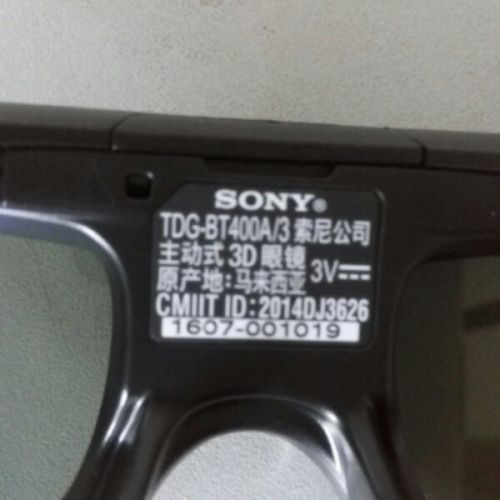 SONY®
TDG-BT400A/3 索尼公司
主动式 3D 眼镜
原产地: 马来西亚 3V
CMIIT ID: 2014DJ3626
1607-001019